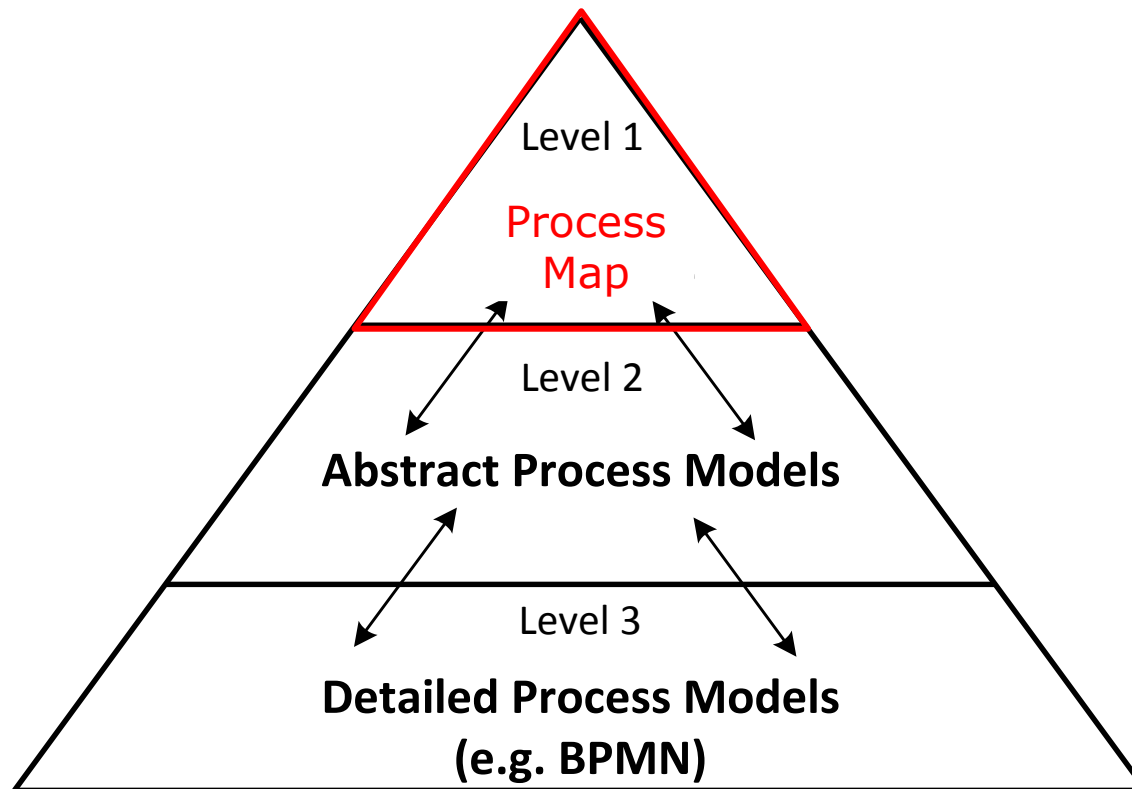 Level 1
Process
Map
Level 2
Abstract Process Models
Level 3
Detailed Process Models
(e.g. BPMN)